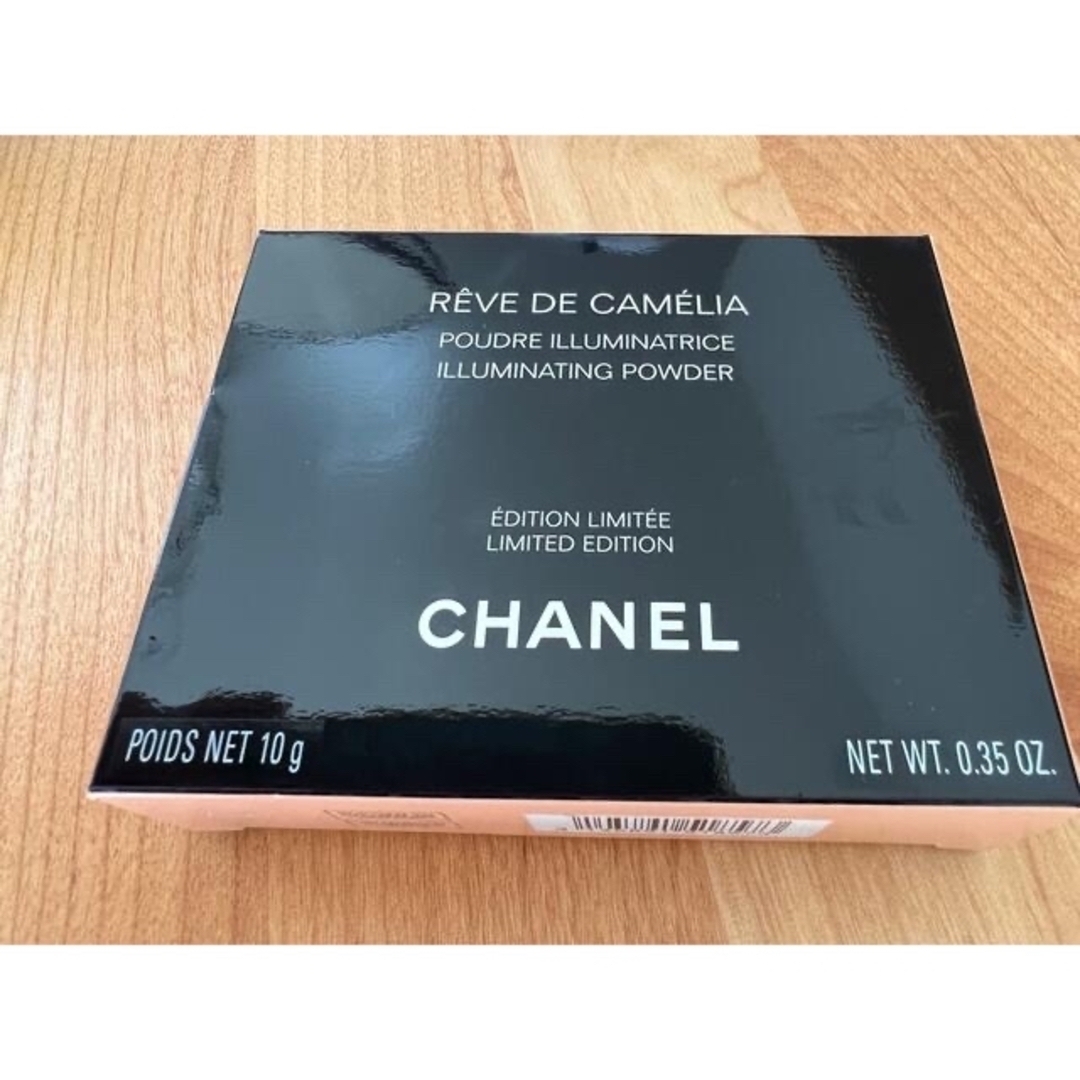 RÊVE DE CAMÉLIA
POUDRE ILLUMINATRICE
ILLUMINATING POWDER
ÉDITION LIMITÉE
LIMITED EDITION
CHANEL
POIDS NET 10 g
NET WT. 0.35 OZ.